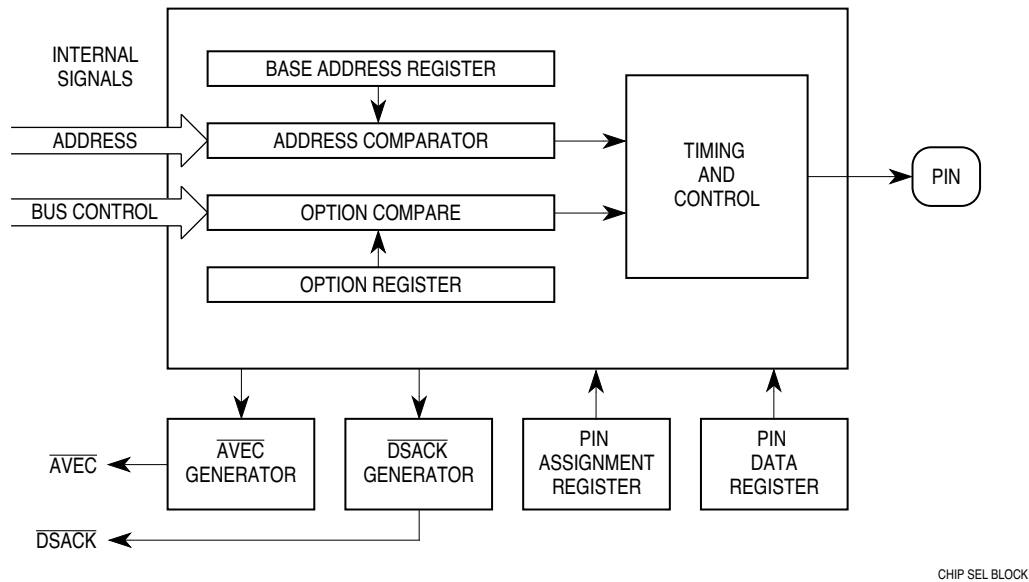 INTERNAL
SIGNALS
BASE ADDRESS REGISTER
ADDRESS
ADDRESS COMPARATOR
TIMING
AND
CONTROL
PIN
BUS CONTROL
OPTION COMPARE
OPTION REGISTER
AVEC
AVEC
GENERATOR
DSACK
GENERATOR
PIN
ASSIGNMENT
REGISTER
PIN
DATA
REGISTER
DSACK
CHIP SEL BLOCK